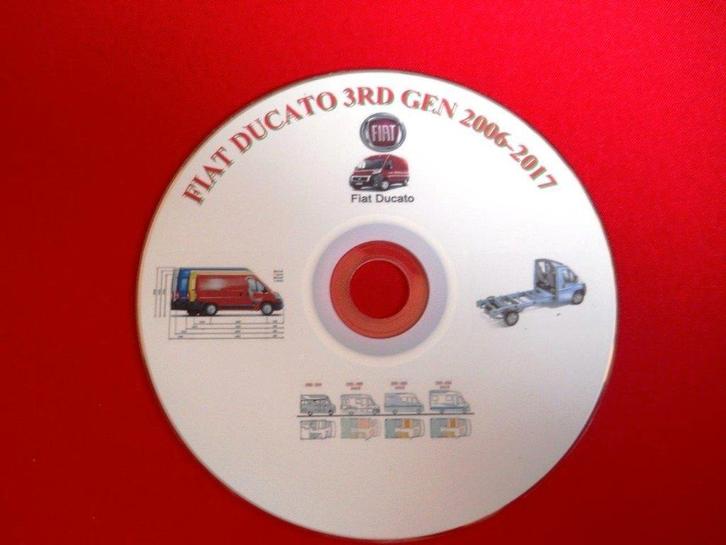 FIAT DUCATO 3RD GEN 2006-2017
FIAT
Fiat Ducato